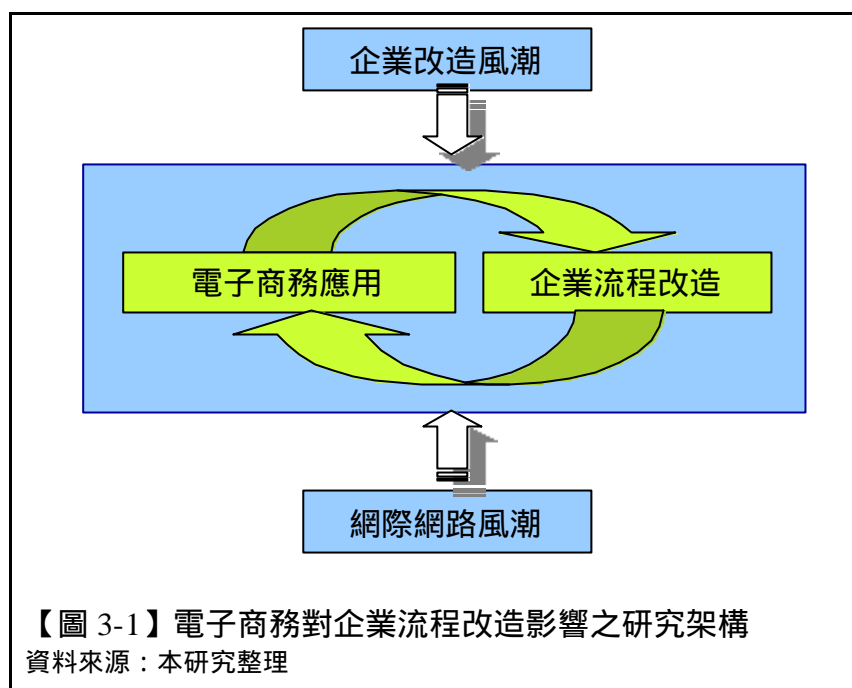 企業改造風潮
電子商務應用
企業流程改造
網際網路風潮
【圖 3-1】電子商務對企業流程改造影響之研究架構
資料來源：本研究整理